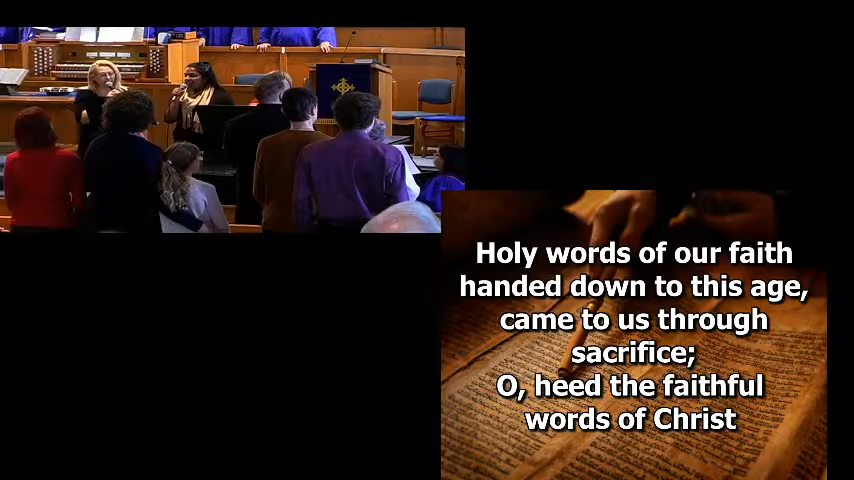 Holy words of our faith
handed down to this age,
came to us through
sacrifice;
O, heed the faithful
words of Christ